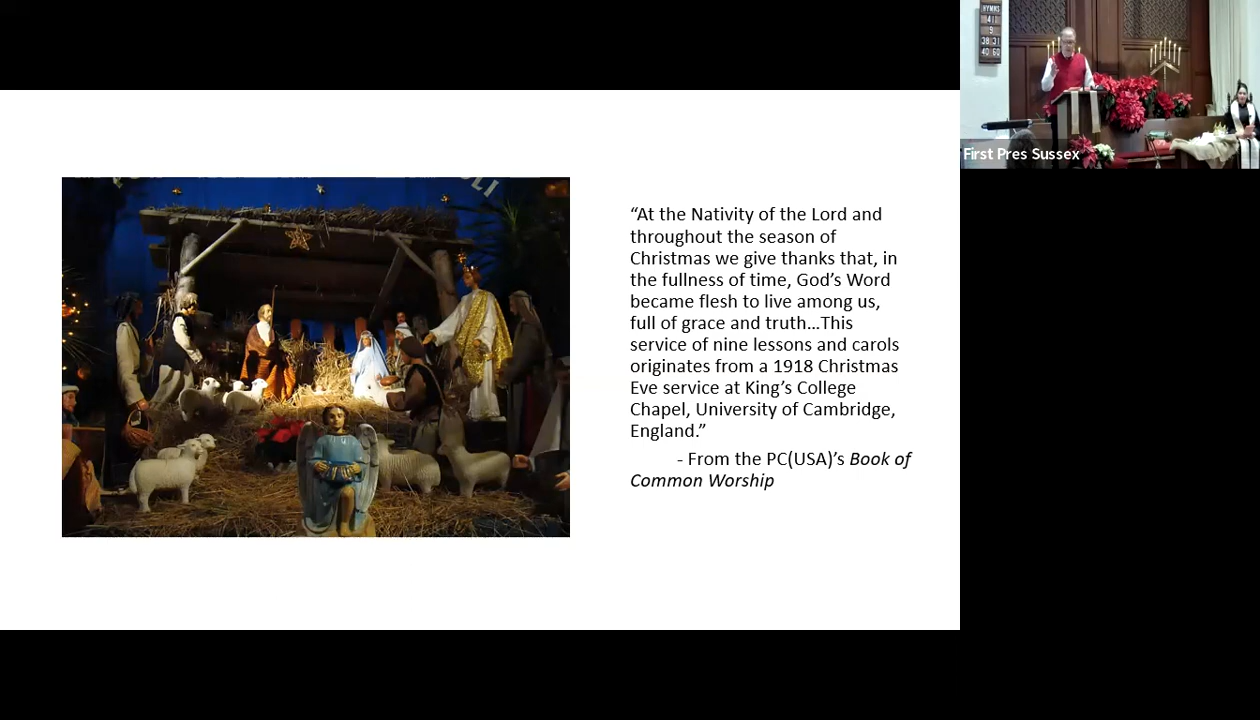 “At the Nativity of the Lord and
throughout the season of
Christmas we give thanks that, in
the fullness of time, God’s Word
became flesh to live among us,
full of grace and truth…This
service of nine lessons and carols
originates from a 1918 Christmas
Eve service at King’s College
Chapel, University of Cambridge,
England.”
- From the PC(USA)’s Book of
Common Worship
HYMNS
41
9
38 31
40 60
First Pres Sussex